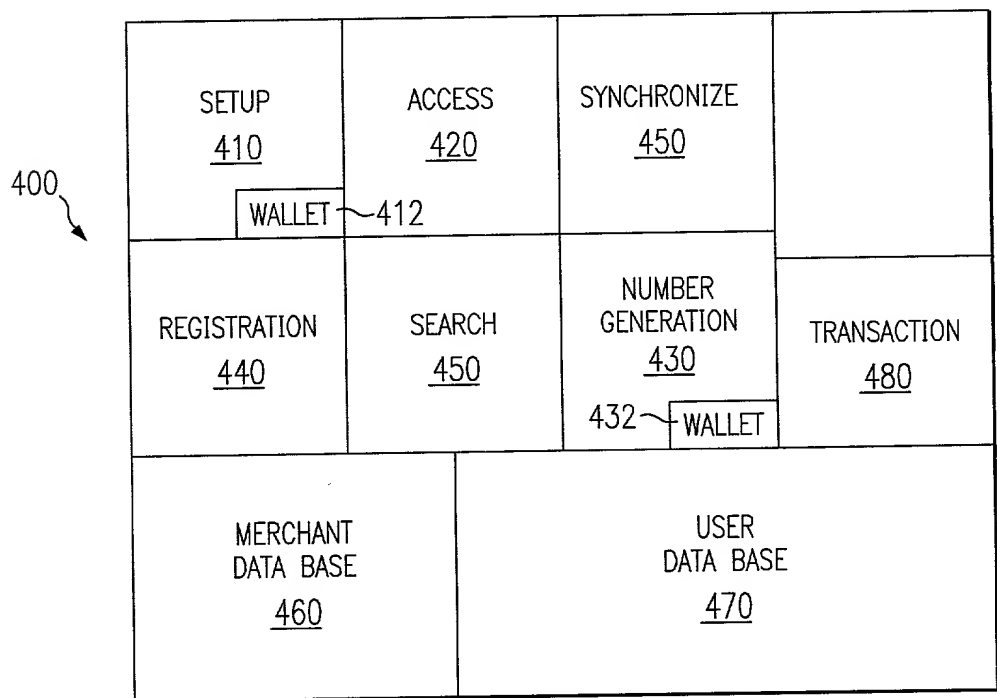 SETUP
410
ACCESS
420
SYNCHRONIZE
450
400
WALLET
412
REGISTRATION
440
SEARCH
450
NUMBER
GENERATION
430
432
WALLET
TRANSACTION
480
MERCHANT
DATA BASE
460
USER
DATA BASE
470